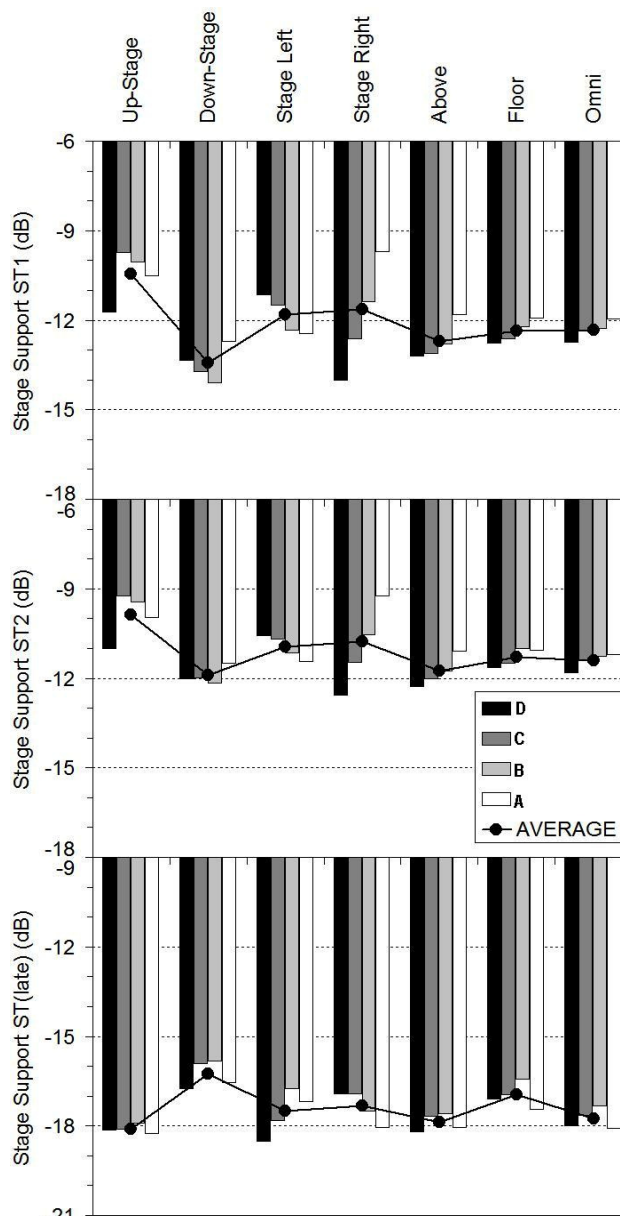 Up-Stage
Down-Stage
Stage Left
Stage Right
Above
Floor
Omni
Stage Support ST1 (dB)
-6
-9
-12
-15
-18
Stage Support ST2 (dB)
-6
-9
-12
-15
-18
D
C
B
A
AVERAGE
Stage Support ST(late) (dB)
-9
-12
-15
-18
-21